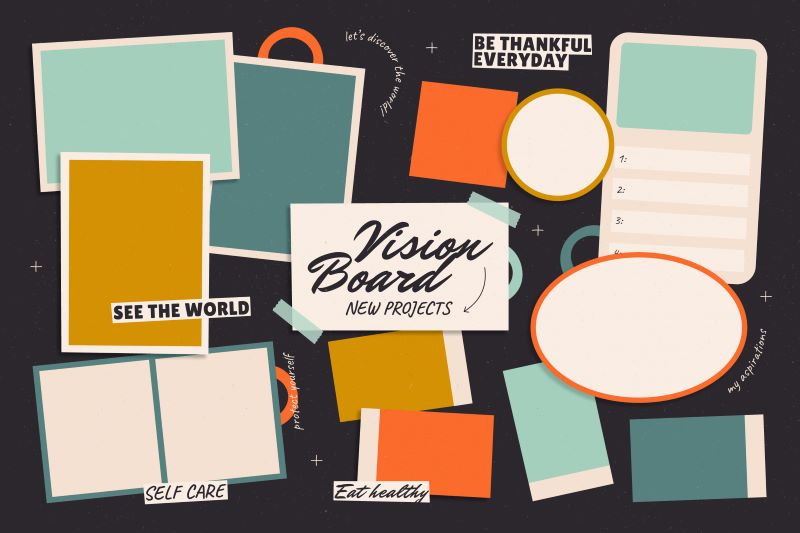 let's discover the world!
BE THANKFUL
EVERYDAY
1:
2:
3:
Vision
Board
NEW PROJECTS
SEE THE WORLD
protect yourself
my aspirations
SELF CARE
Eat healthy